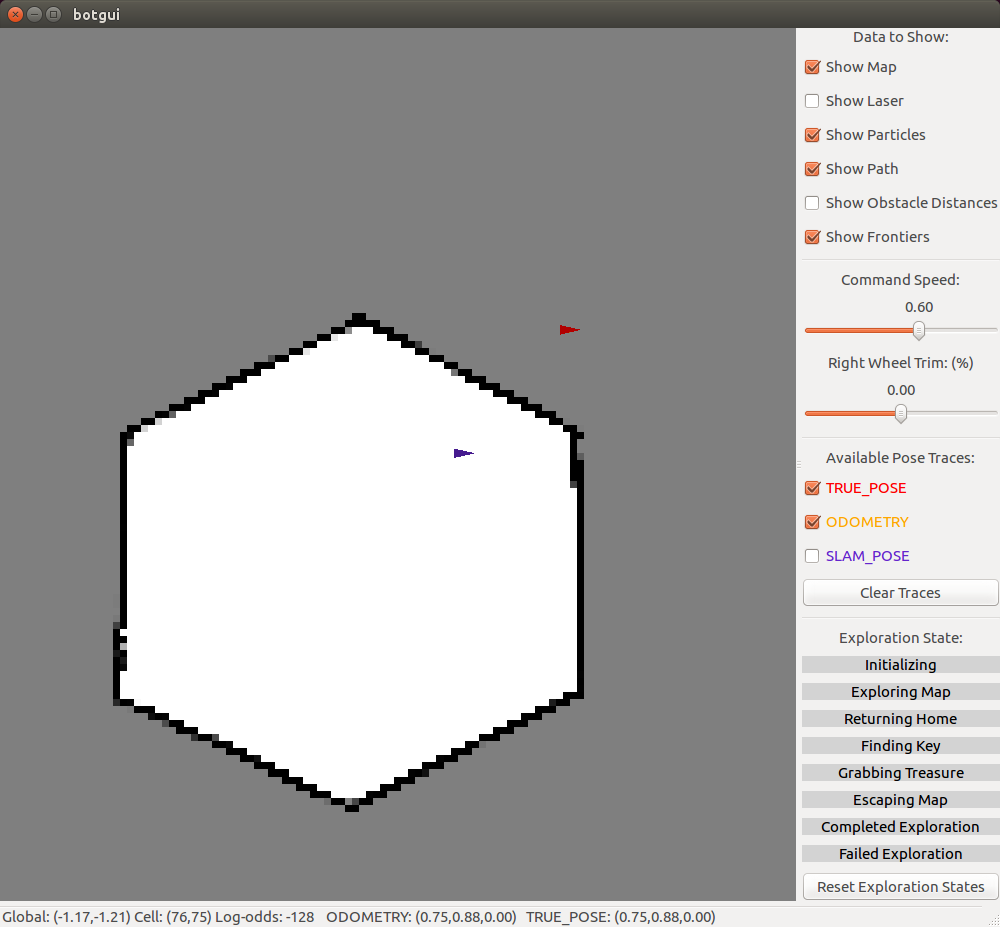 botgui
Data to Show:
Show Map
Show Laser
Show Particles
Show Path
Show Obstacle Distances
Show Frontiers
Command Speed:
0.60
Right Wheel Trim: (%)
0.00
Available Pose Traces:
TRUE_POSE
ODOMETRY
SLAM_POSE
Clear Traces
Exploration State:
Initializing
Exploring Map
Returning Home
Finding Key
Grabbing Treasure
Escaping Map
Completed Exploration
Failed Exploration
Reset Exploration States
Global: (-1.17,-1.21) Cell: (76,75) Log-odds: -128 ODOMETRY: (0.75,0.88,0.00) TRUE_POSE: (0.75,0.88,0.00)